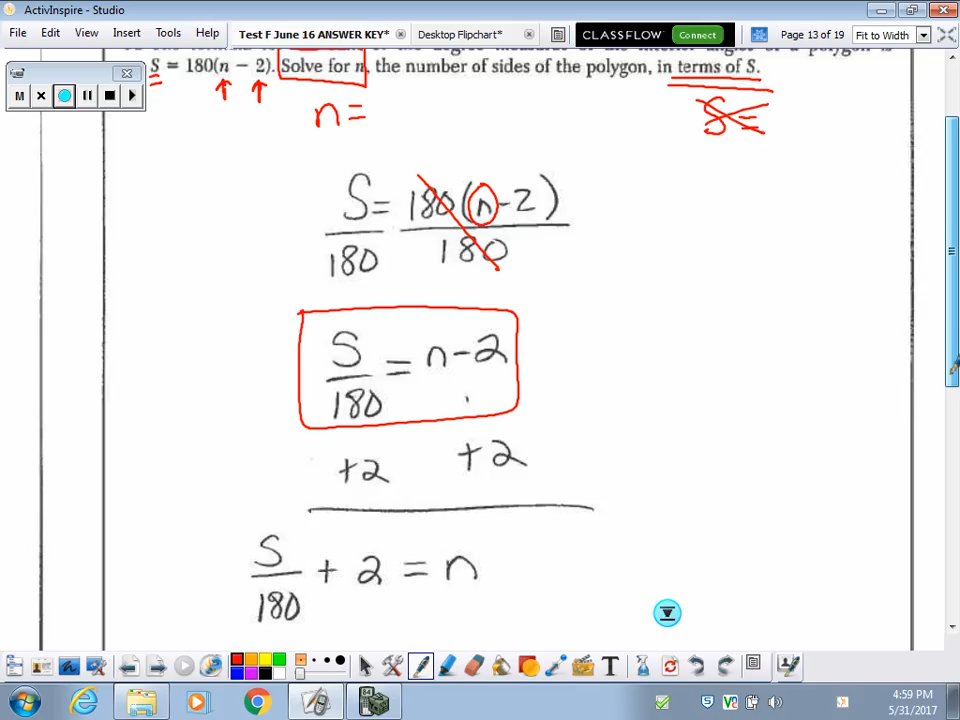 ActivInspire - Studio
File Edit View Insert Tools Help
Test F June 16 ANSWER KEY*
Desktop Flipchart*
CLASSFLOW Connect
Page 13 of 19
Fit to Width
S = 180(n − 2). Solve for n, the number of sides of the polygon, in terms of S.
n =
S =
S = 180(n-2)
180 180
S = n-2
180
+2 +2
S + 2 = n
180
4:59 PM
5/31/2017